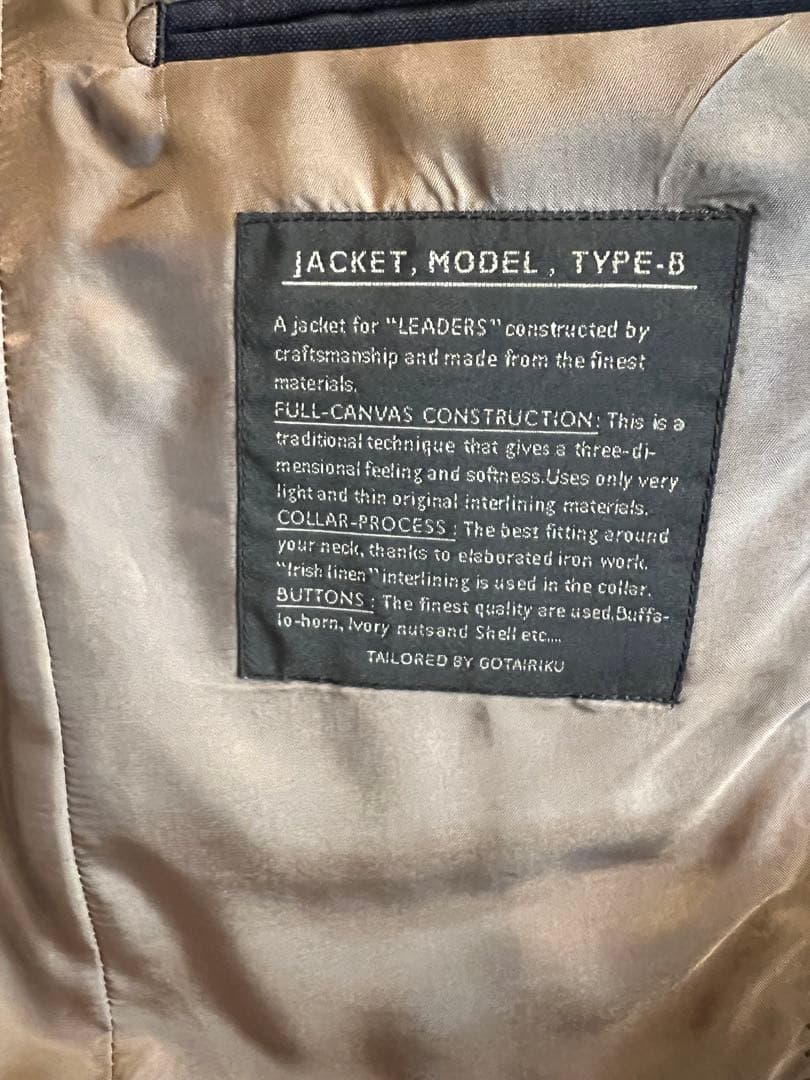 JACKET, MODEL, TYPE-B
A jacket for "LEADERS" constructed by
craftsmanship and made from the finest
materials.
FULL-CANVAS CONSTRUCTION: This is a
traditional technique that gives a three-di-
mensional feeling and softness.Uses only very
light and thin original interlining materials.
COLLAR-PROCESS : The best fitting around
your neck, thanks to elaborated iron work.
"Irish linen" interlining is used in the collar.
BUTTONS : The finest quality are used.Buffa-
lo-horn, Ivory nuts and Shell etc....
TAILORED BY GOTAIRIKU